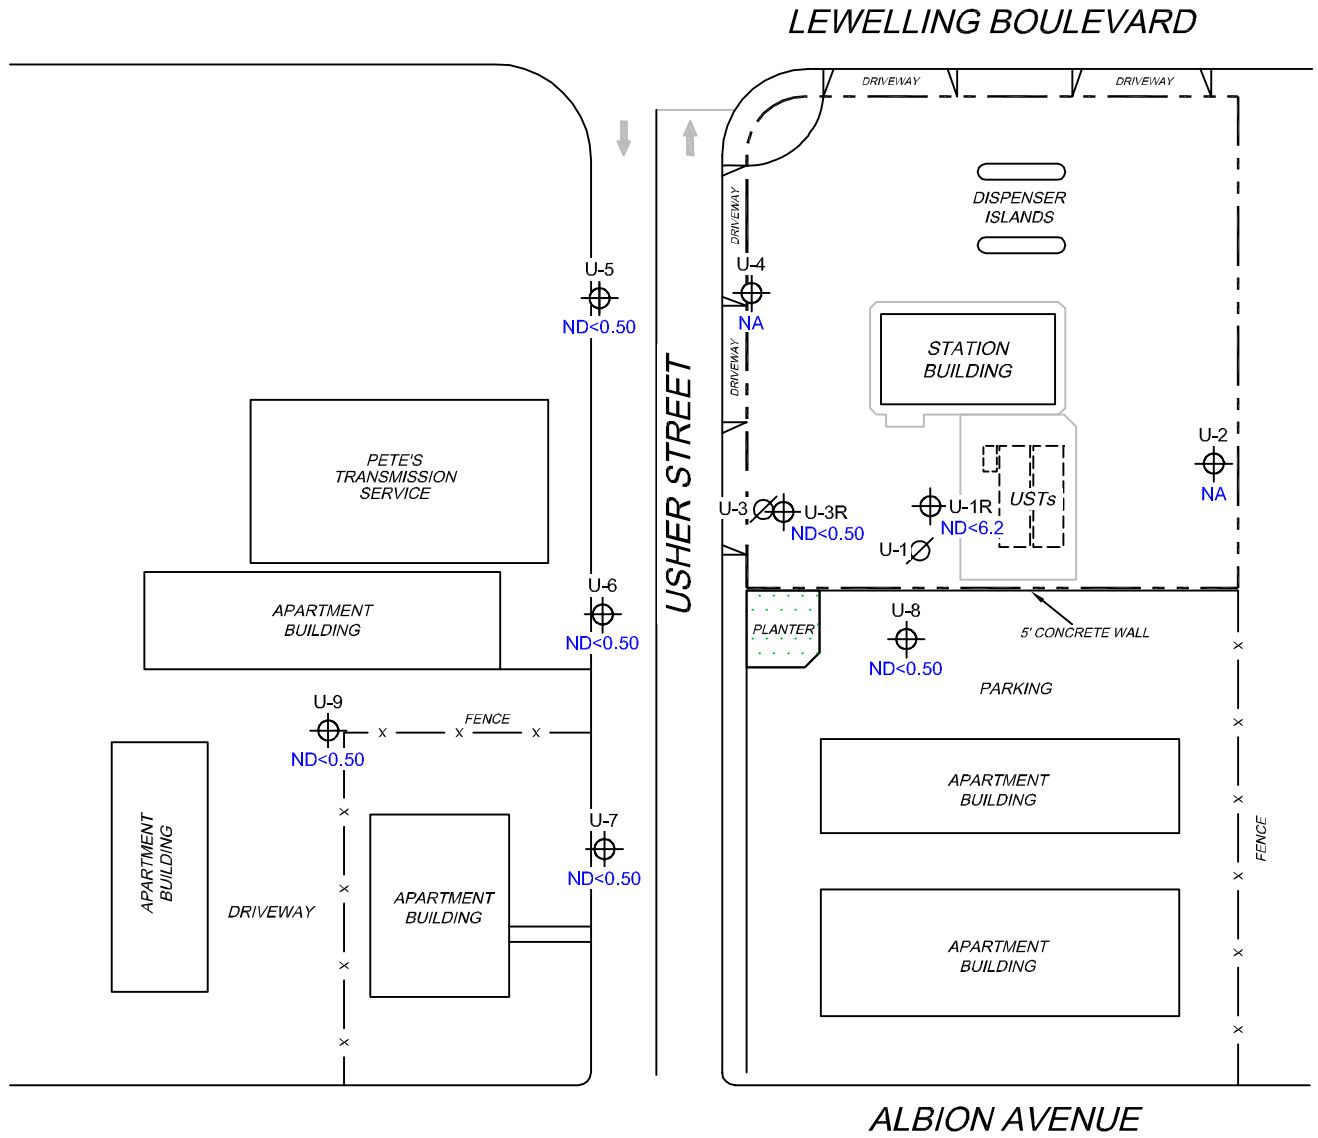 LEWELLING BOULEVARD
DRIVEWAY
DRIVEWAY
DISPENSER
ISLANDS
DRIVEWAY
U-5
ND<0.50
U-4
NA
STATION
BUILDING
DRIVEWAY
USHER STREET
PETE'S
TRANSMISSION
SERVICE
U-2
NA
USTs
U-3
U-3R
ND<0.50
U-1R
ND<6.2
U-1
APARTMENT
BUILDING
U-6
ND<0.50
PLANTER
U-8
ND<0.50
5' CONCRETE WALL
X
PARKING
U-9
ND<0.50
FENCE
X
X
X
X
APARTMENT
BUILDING
X
X
FENCE
U-7
ND<0.50
APARTMENT
BUILDING
DRIVEWAY
X
APARTMENT
BUILDING
X
APARTMENT
BUILDING
X
X
X
X
ALBION AVENUE